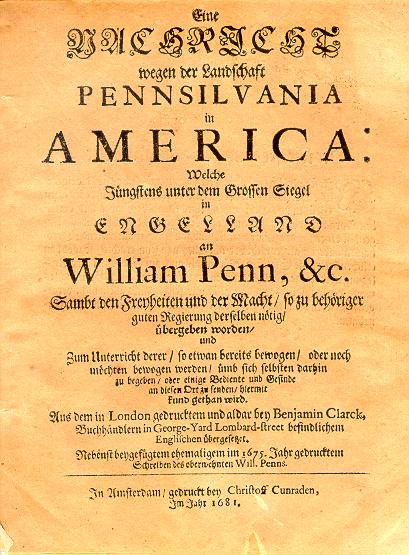 Eine
NACHRICHT
wegen der Landschaft
PENNSILVANIA
in
AMERICA:
Welche
Jüngstens unter dem Grossen Siegel
in
ENGELLAND
an
William Penn, &c.
Sambt den Freyheiten und der Macht/ so zu behöriger
guten Regierung derselben nötig/
übergeben worden/
und
Zum Unterricht derer/ so etwan bereits bewogen/ oder noch
möchten bewogen werden/ ümb sich selbsten darhin
zu begeben/ oder einige Bediente und Gesinde
an diesen Ort zu senden/ hiermit
kund gethan wird.
Aus dem in London gedrucktem und aldar bey Benjamin Clarck,
Buchhändlern in George-Yard Lombard-street befindlichem
Englischen übergesetzet.
Nebenst beygefügtem ehemaligem im 1675. Jahr gedrucktem
Schreiben des oberwehnten Will. Penns.
In Amsterdam/ gedruckt bey Christoff Cunraden,
Im Jahr 1681.